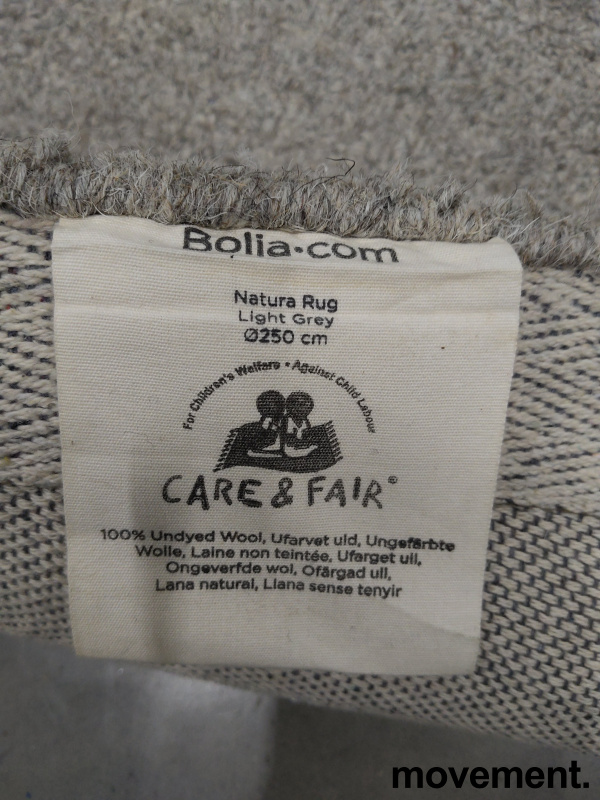 Bolia.com
Natura Rug
Light Grey
Ø250 cm
For Children's Welfare • Against Child Labour
CARE & FAIR®
100% Undyed Wool, Ufarvet uld, Ungefärbte
Wolle, Laine non teintée, Ufarget ull,
Ongeverfde wol, Ofärgad ull,
Lana natural, Llana sense tenyir
movement.